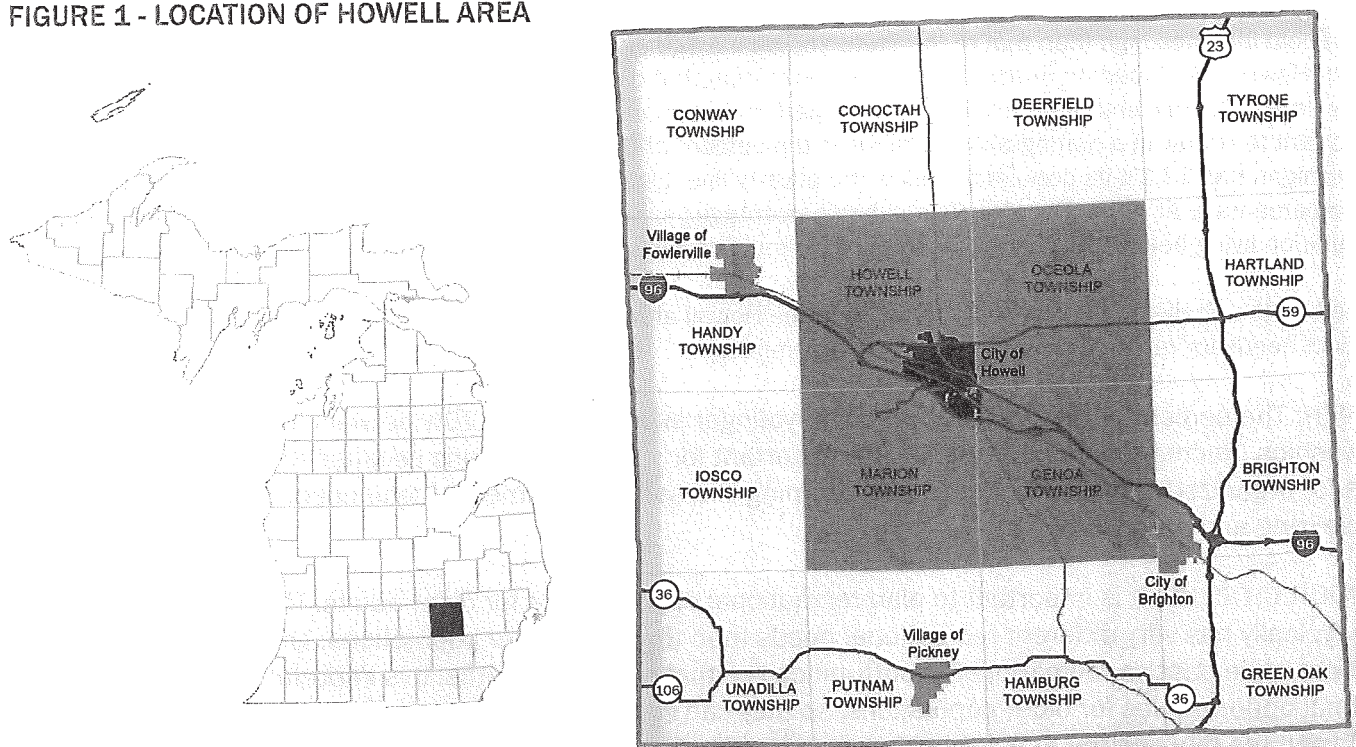 FIGURE 1 - LOCATION OF HOWELL AREA
23
CONWAY
TOWNSHIP
COHOCTAH
TOWNSHIP
DEERFIELD
TOWNSHIP
TYRONE
TOWNSHIP
Village of
Fowlerville
HOWELL
TOWNSHIP
OCEOLA
TOWNSHIP
HARTLAND
TOWNSHIP
96
59
HANDY
TOWNSHIP
City of
Howell
IOSCO
TOWNSHIP
MARION
TOWNSHIP
GENOA
TOWNSHIP
BRIGHTON
TOWNSHIP
96
City of
Brighton
36
Village of
Pickney
106
UNADILLA
TOWNSHIP
PUTNAM
TOWNSHIP
HAMBURG
TOWNSHIP
36
GREEN OAK
TOWNSHIP